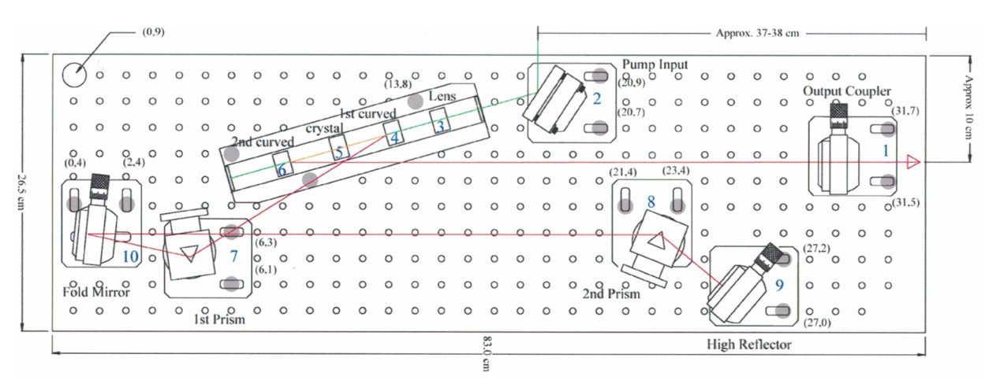 (0,9)
Approx. 37-38 cm
Pump Input
(13,8)
Lens
2
(20,9)
Output Coupler
1st curved
3
(20,7)
(31,7)
Approx 10 cm
crystal
4
2nd curved
5
1
6
(0,4)
(2,4)
(21,4)
(23,4)
8
(31,5)
26.5 cm
10
7
(6,3)
(27,2)
(6,1)
9
Fold Mirror
2nd Prism
1st Prism
(27,0)
High Reflector
83.0 cm